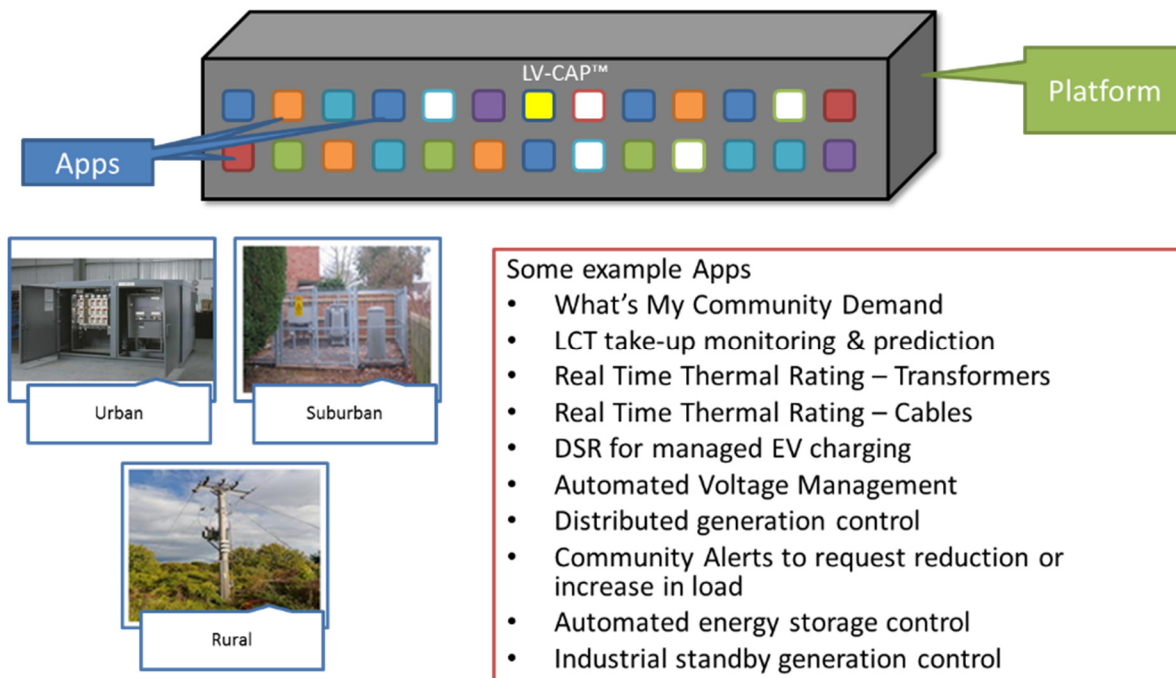 LV-CAP™
Platform
Apps
Urban
Suburban
Rural
Some example Apps
• What's My Community Demand
• LCT take-up monitoring & prediction
• Real Time Thermal Rating – Transformers
• Real Time Thermal Rating – Cables
• DSR for managed EV charging
• Automated Voltage Management
• Distributed generation control
• Community Alerts to request reduction or
increase in load
• Automated energy storage control
• Industrial standby generation control